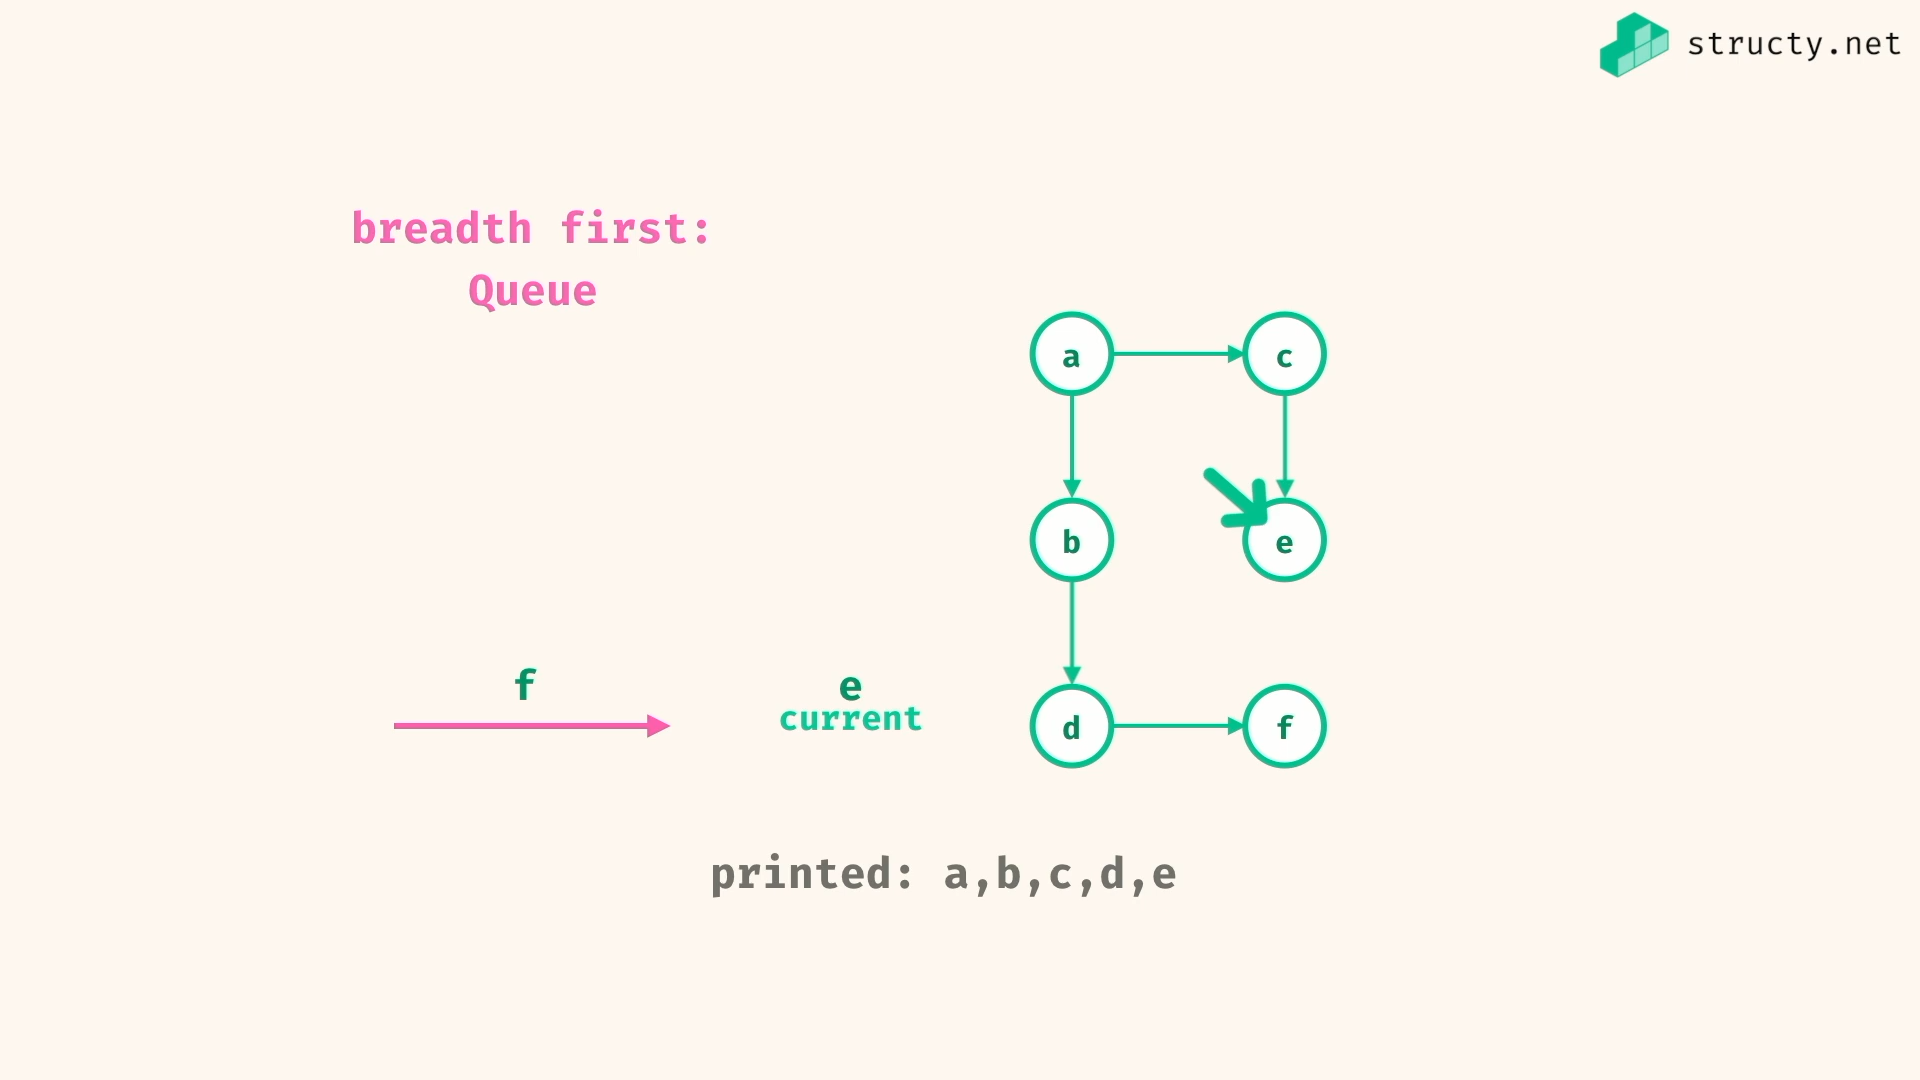 structy.net
breadth first:
Queue
a
c
b
e
f
e
current
d
f
printed: a,b,c,d,e